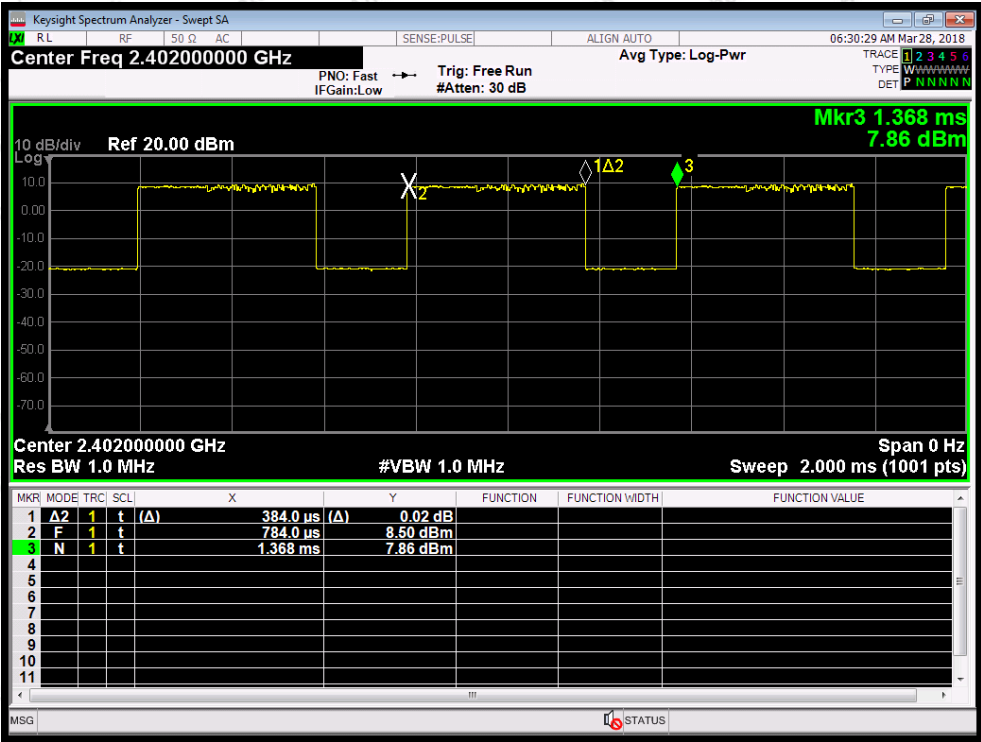 Keysight Spectrum Analyzer - Swept SA
LXI RL RF 50 Ω AC SENSE:PULSE ALIGN AUTO 06:30:29 AM Mar 28, 2018
Center Freq 2.402000000 GHz Avg Type: Log-Pwr TRACE 1 2 3 4 5 6
PNO: Fast Trig: Free Run TYPE WWWWWW
IFGain:Low #Atten: 30 dB DET P N N N N N
Mkr3 1.368 ms
10 dB/div Ref 20.00 dBm 7.86 dBm
Log
1Δ2 3
10.0
2
0.00
-10.0
-20.0
-30.0
-40.0
-50.0
-60.0
-70.0
Center 2.402000000 GHz Span 0 Hz
Res BW 1.0 MHz #VBW 1.0 MHz Sweep 2.000 ms (1001 pts)
MKR MODE TRC SCL X Y FUNCTION FUNCTION WIDTH FUNCTION VALUE
1 Δ2 1 t (Δ) 384.0 µs (Δ) 0.02 dB
2 F 1 t 784.0 µs 8.50 dBm
3 N 1 t 1.368 ms 7.86 dBm
4
5
6
7
8
9
10
11
MSG STATUS